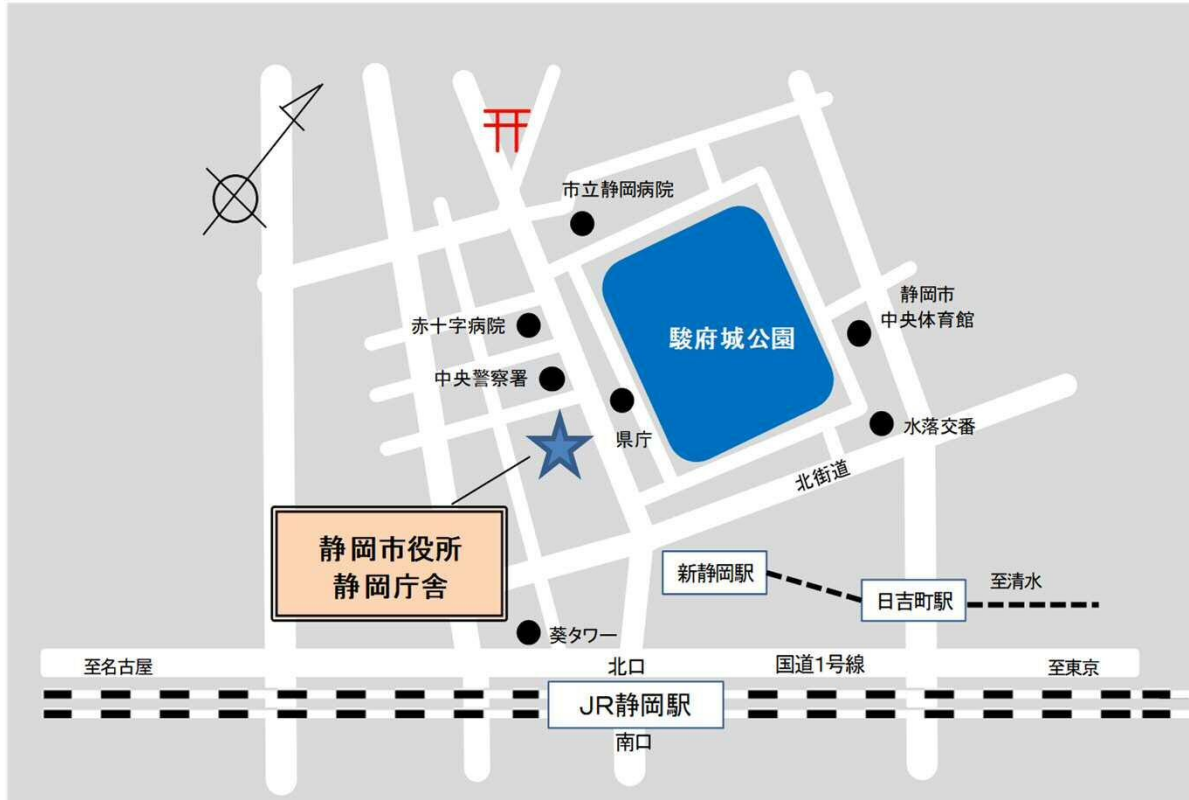 市立静岡病院
静岡市
中央体育館
赤十字病院
駿府城公園
中央警察署
県庁
水落交番
北街道
静岡市役所
静岡庁舎
新静岡駅
日吉町駅
至清水
葵タワー
至名古屋
北口
国道1号線
至東京
JR静岡駅
南口